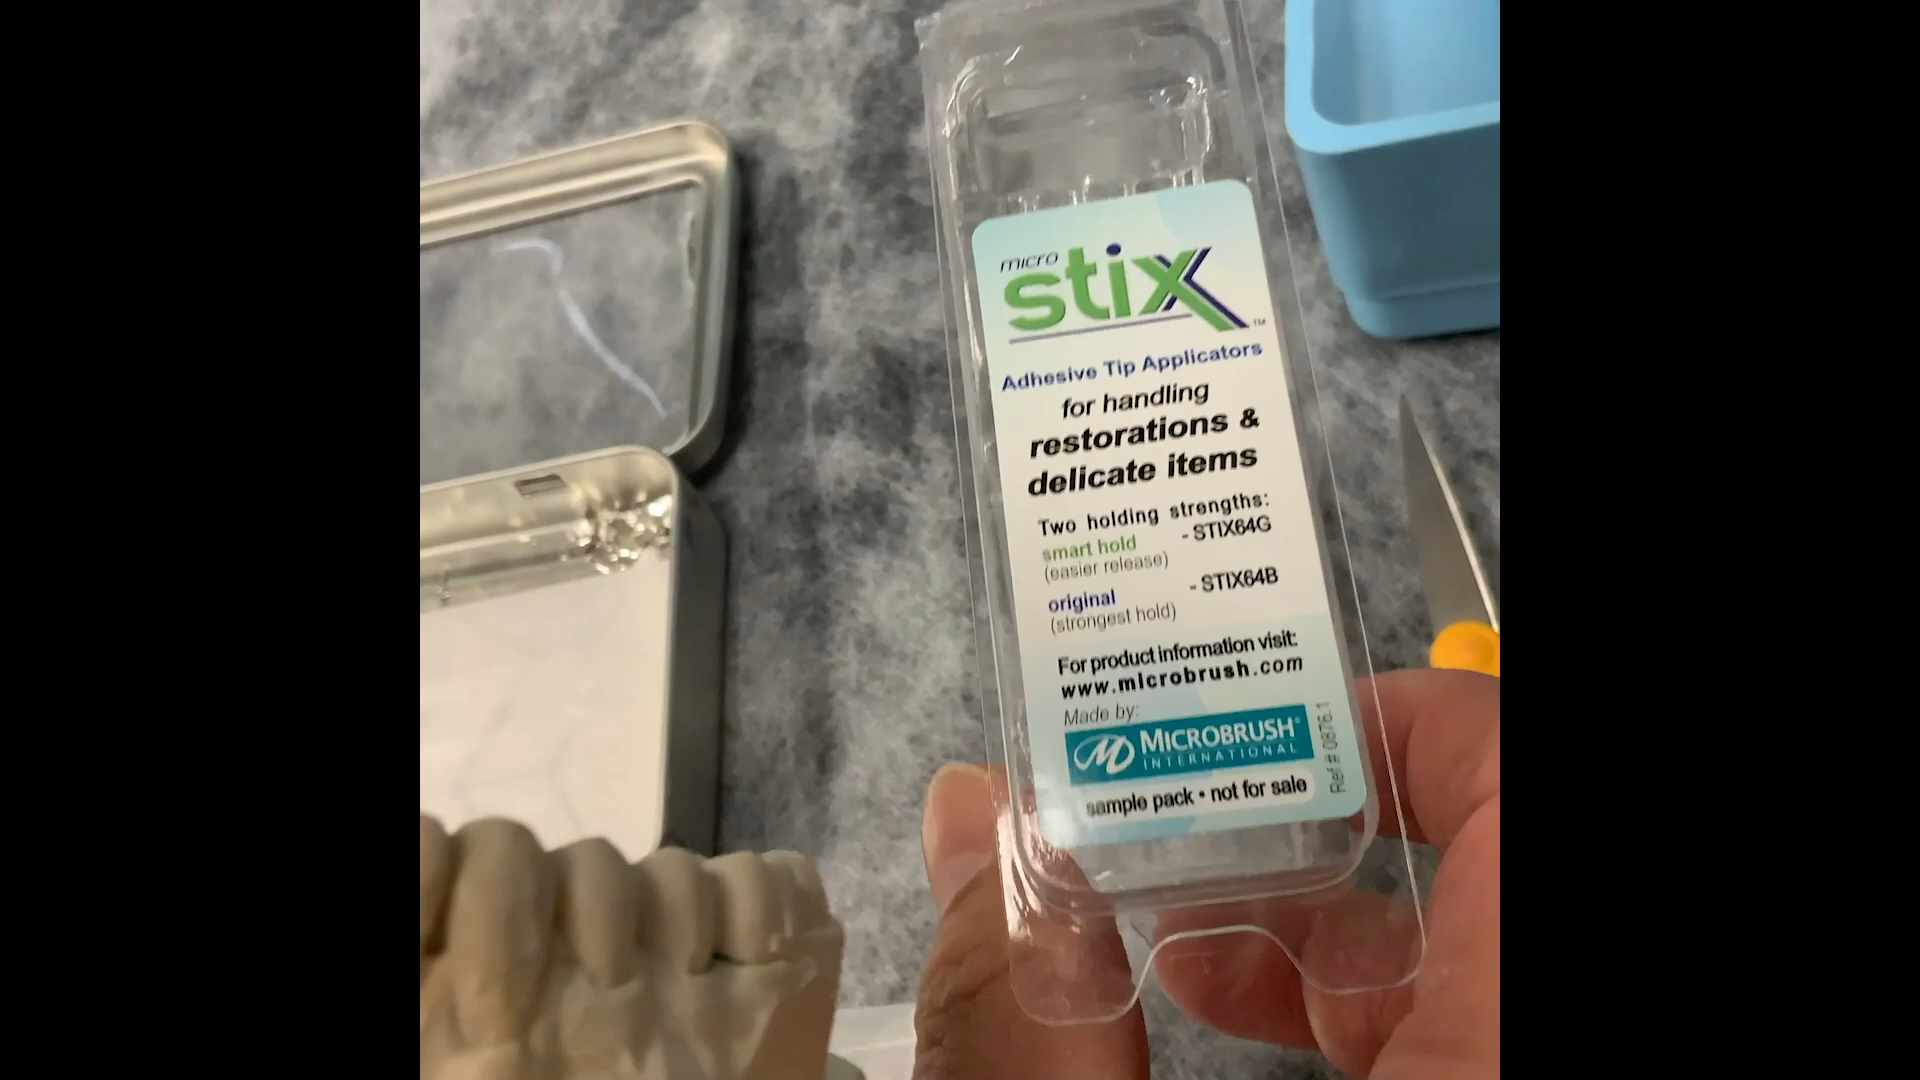 micro
stix™
Adhesive Tip Applicators
for handling
restorations &
delicate items
Two holding strengths:
smart hold - STIX64G
(easier release)
original - STIX64B
(strongest hold)
For product information visit:
www.microbrush.com
Made by:
MICROBRUSH®
INTERNATIONAL
sample pack • not for sale
Ref # 0876.1